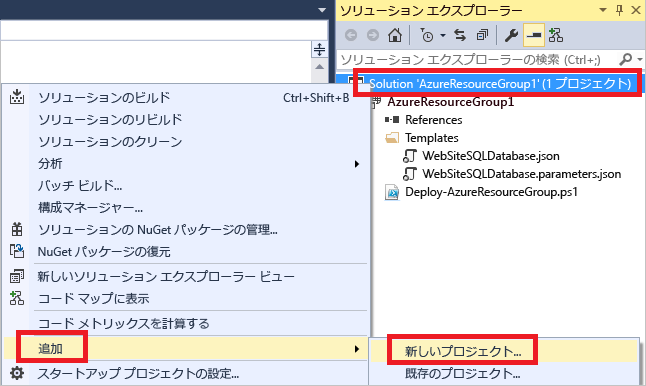 ソリューション エクスプローラー
ソリューション エクスプローラーの検索 (Ctrl+;)
Solution 'AzureResourceGroup1' (1 プロジェクト)
AzureResourceGroup1
References
Templates
WebSiteSQLDatabase.json
WebSiteSQLDatabase.parameters.json
Deploy-AzureResourceGroup.ps1
ソリューションのビルド Ctrl+Shift+B
ソリューションのリビルド
ソリューションのクリーン
分析
バッチ ビルド...
構成マネージャー...
ソリューションの NuGet パッケージの管理...
NuGet パッケージの復元
新しいソリューション エクスプローラー ビュー
コード マップに表示
コード メトリックスを計算する
追加
スタートアップ プロジェクトの設定...
新しいプロジェクト...
既存のプロジェクト...